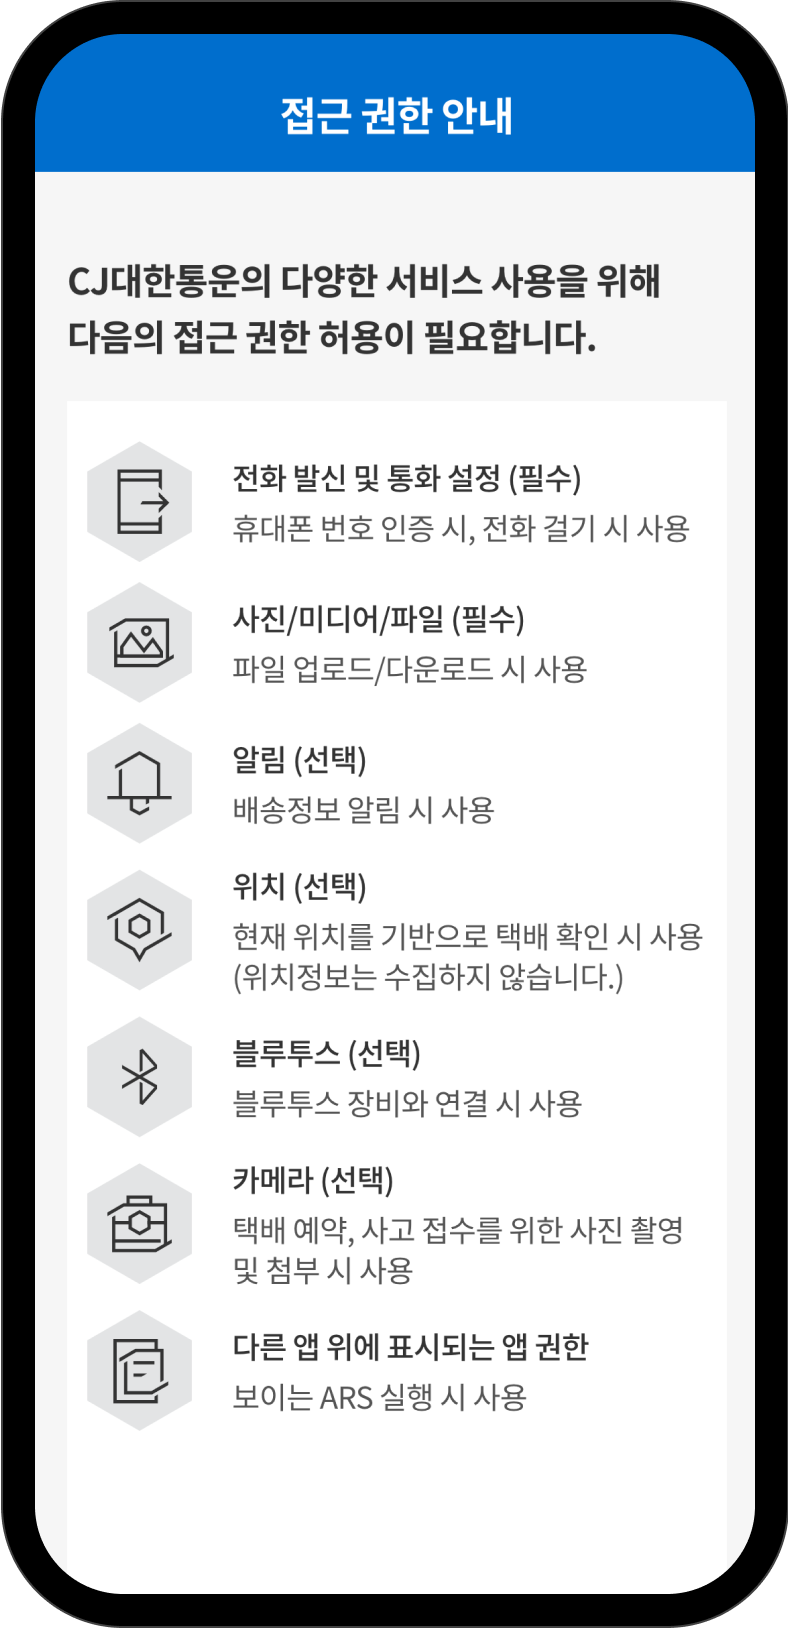 접근 권한 안내
CJ대한통운의 다양한 서비스 사용을 위해
다음의 접근 권한 허용이 필요합니다.
전화 발신 및 통화 설정 (필수)
휴대폰 번호 인증 시, 전화 걸기 시 사용
사진/미디어/파일 (필수)
파일 업로드/다운로드 시 사용
알림 (선택)
배송정보 알림 시 사용
위치 (선택)
현재 위치를 기반으로 택배 확인 시 사용
(위치정보는 수집하지 않습니다.)
블루투스 (선택)
블루투스 장비와 연결 시 사용
카메라 (선택)
택배 예약, 사고 접수를 위한 사진 촬영
및 첨부 시 사용
다른 앱 위에 표시되는 앱 권한
보이는 ARS 실행 시 사용